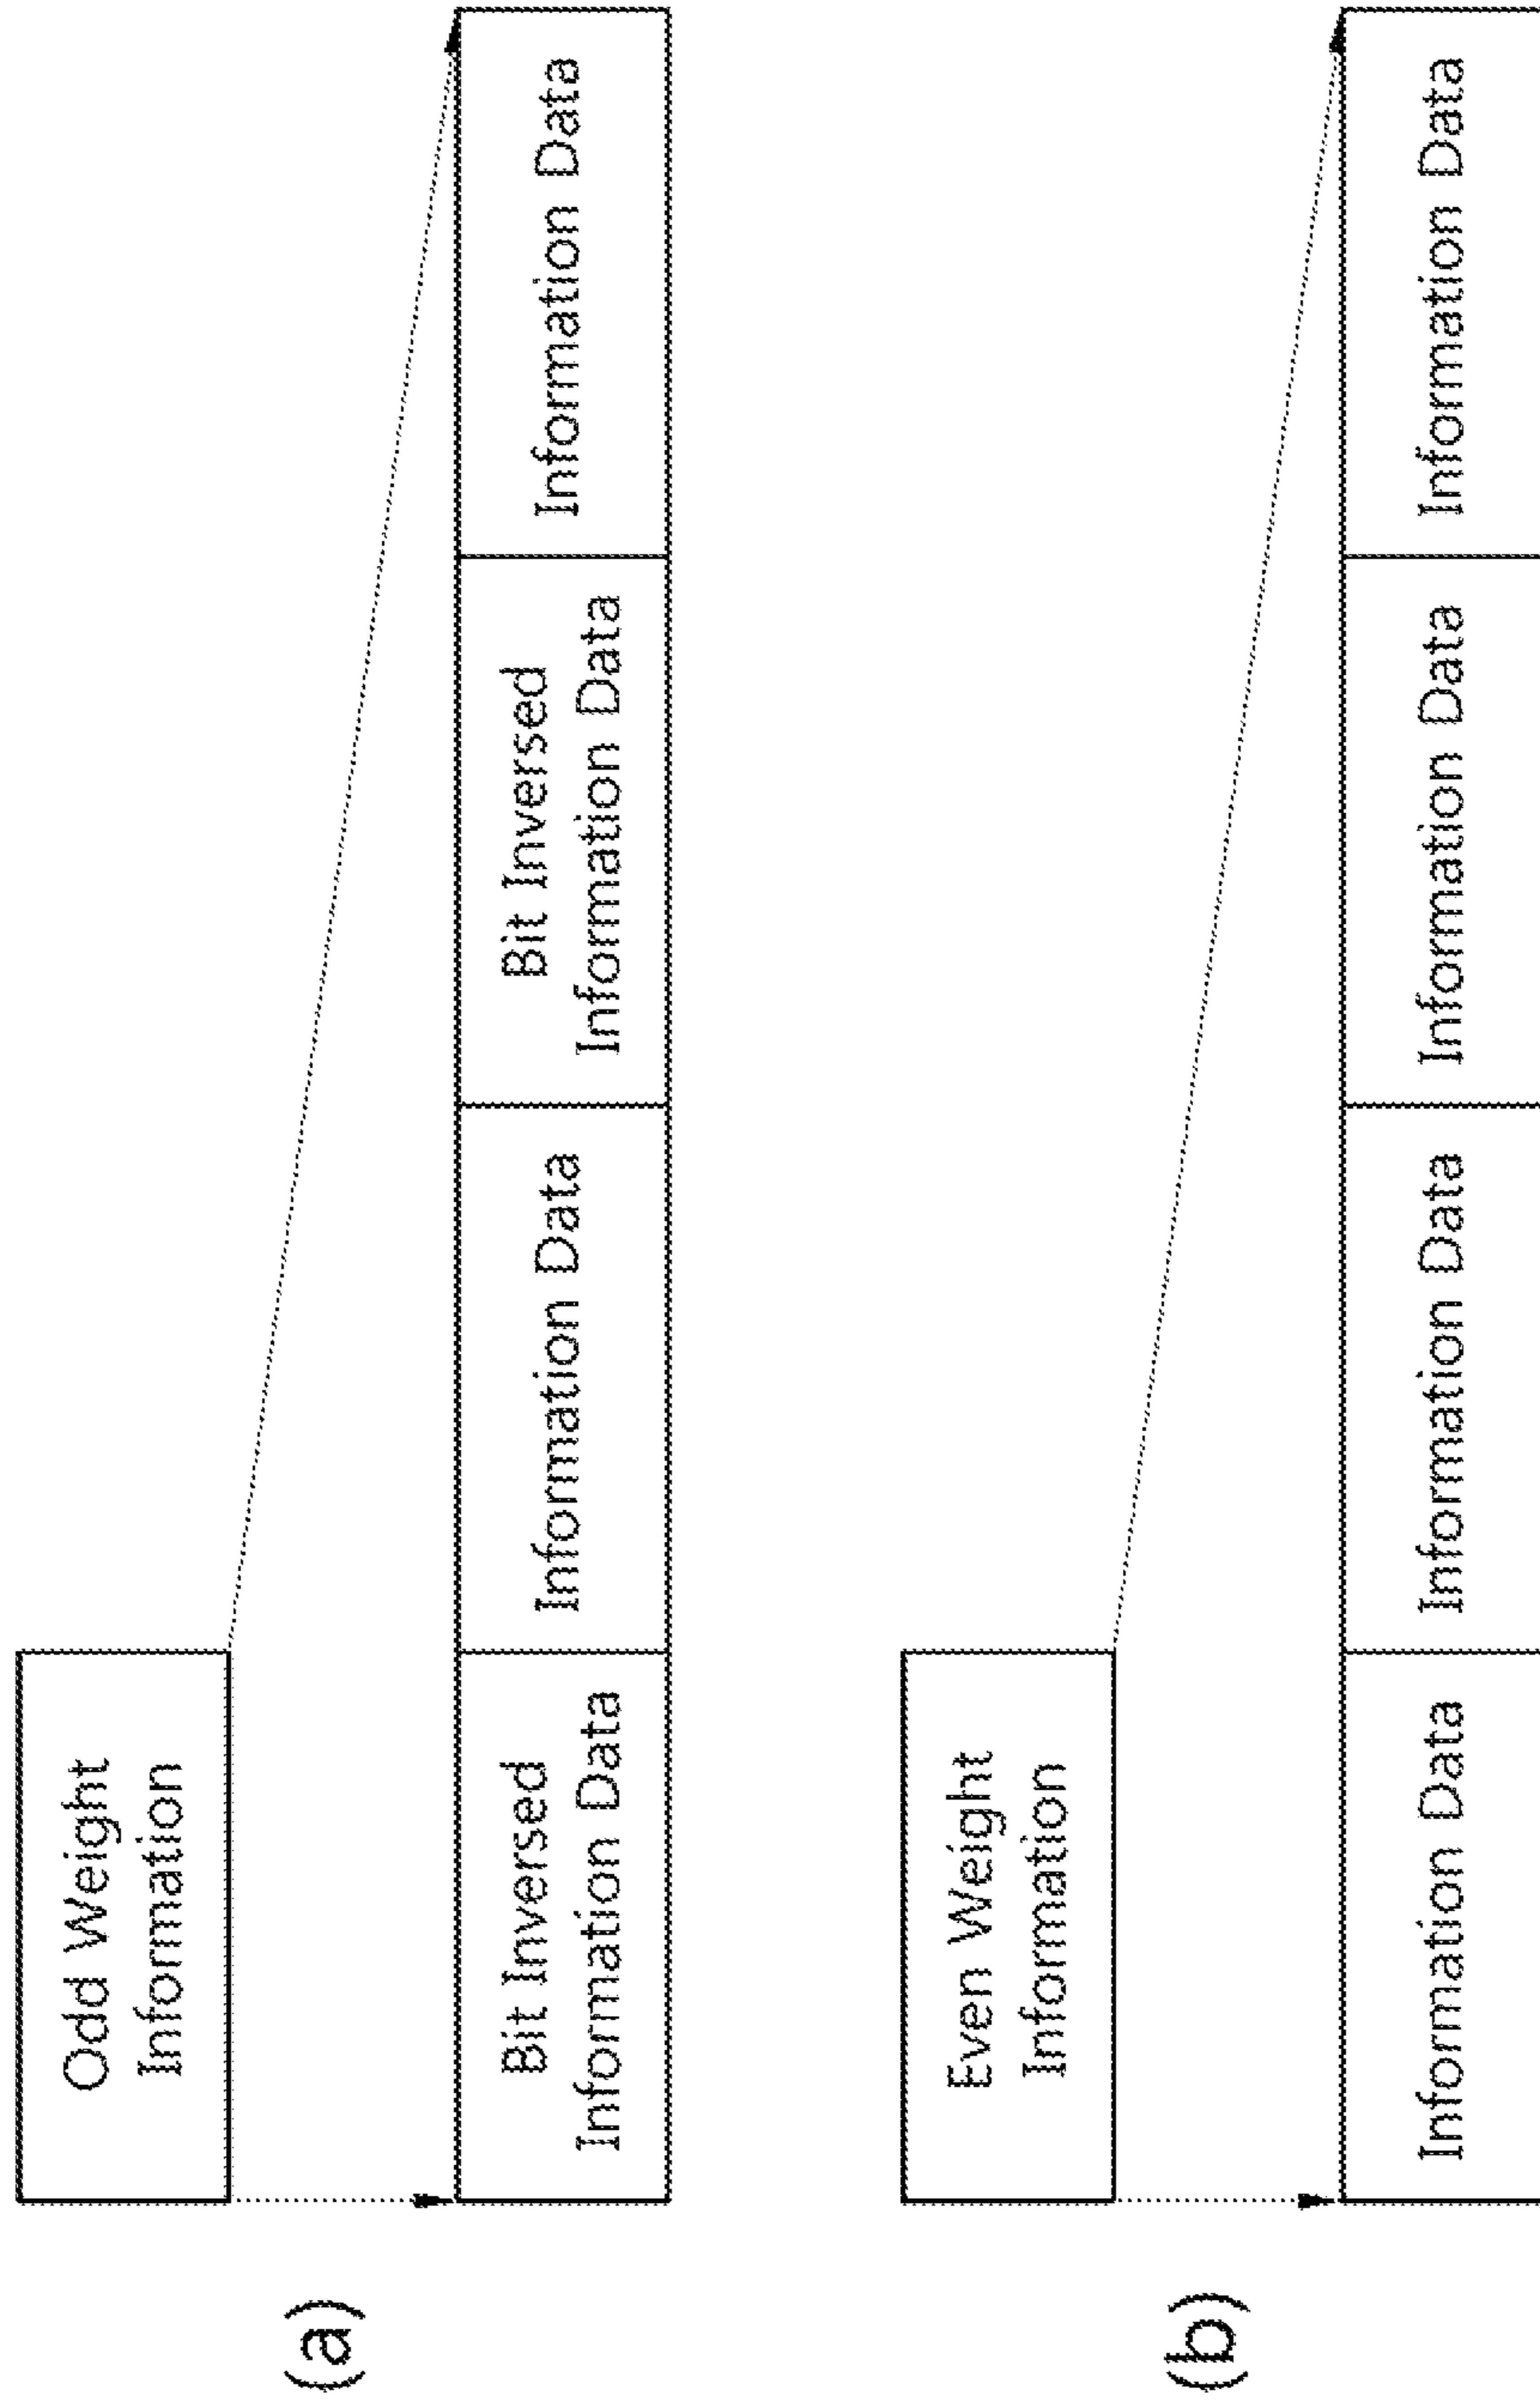 (a)
Odd Weight
Information
Bit Inversed
Information Data
Information Data
Bit Inversed
Information Data
Information Data
(b)
Even Weight
Information
Information Data
Information Data
Information Data
Information Data